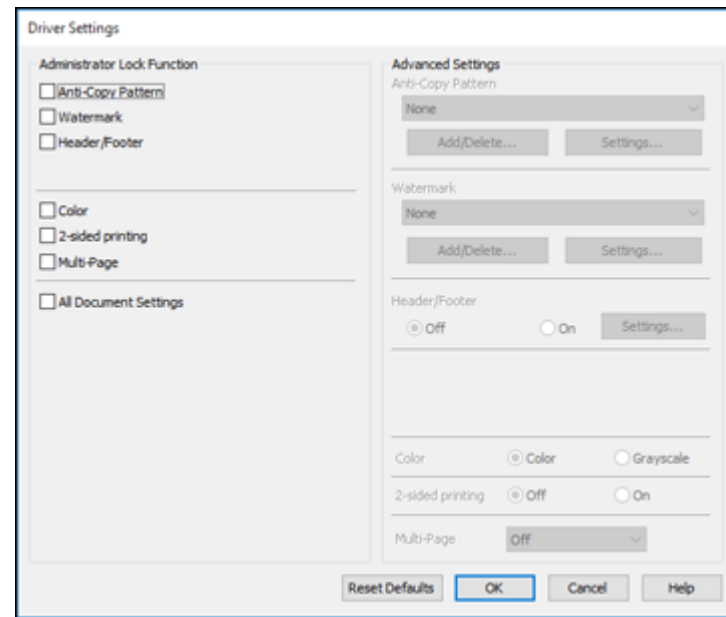 Driver Settings
Administrator Lock Function
Anti-Copy Pattern
Watermark
Header/Footer
Color
2-sided printing
Multi-Page
All Document Settings
Advanced Settings
Anti-Copy Pattern
None
Add/Delete... Settings...
Watermark
None
Add/Delete... Settings...
Header/Footer
Off On Settings...
Color Color Grayscale
2-sided printing Off On
Multi-Page Off
Reset Defaults OK Cancel Help